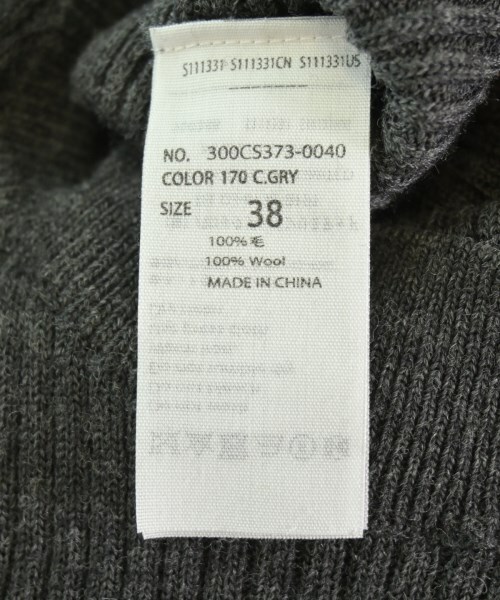 S111331 S111331CN S111331US
NO. 300CS373-0040
COLOR 170 C.GRY
SIZE 38
100% 毛
100% Wool
MADE IN CHINA